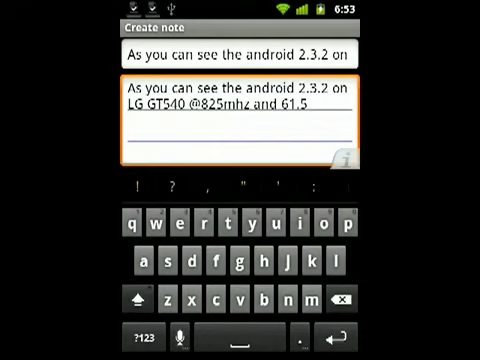 6:53
Create note
As you can see the android 2.3.2 on
As you can see the android 2.3.2 on
LG GT540 @825mhz and 61.5
! ? , " ' :
q w e r t y u i o p
a s d f g h j k l
z x c v b n m
?123 .